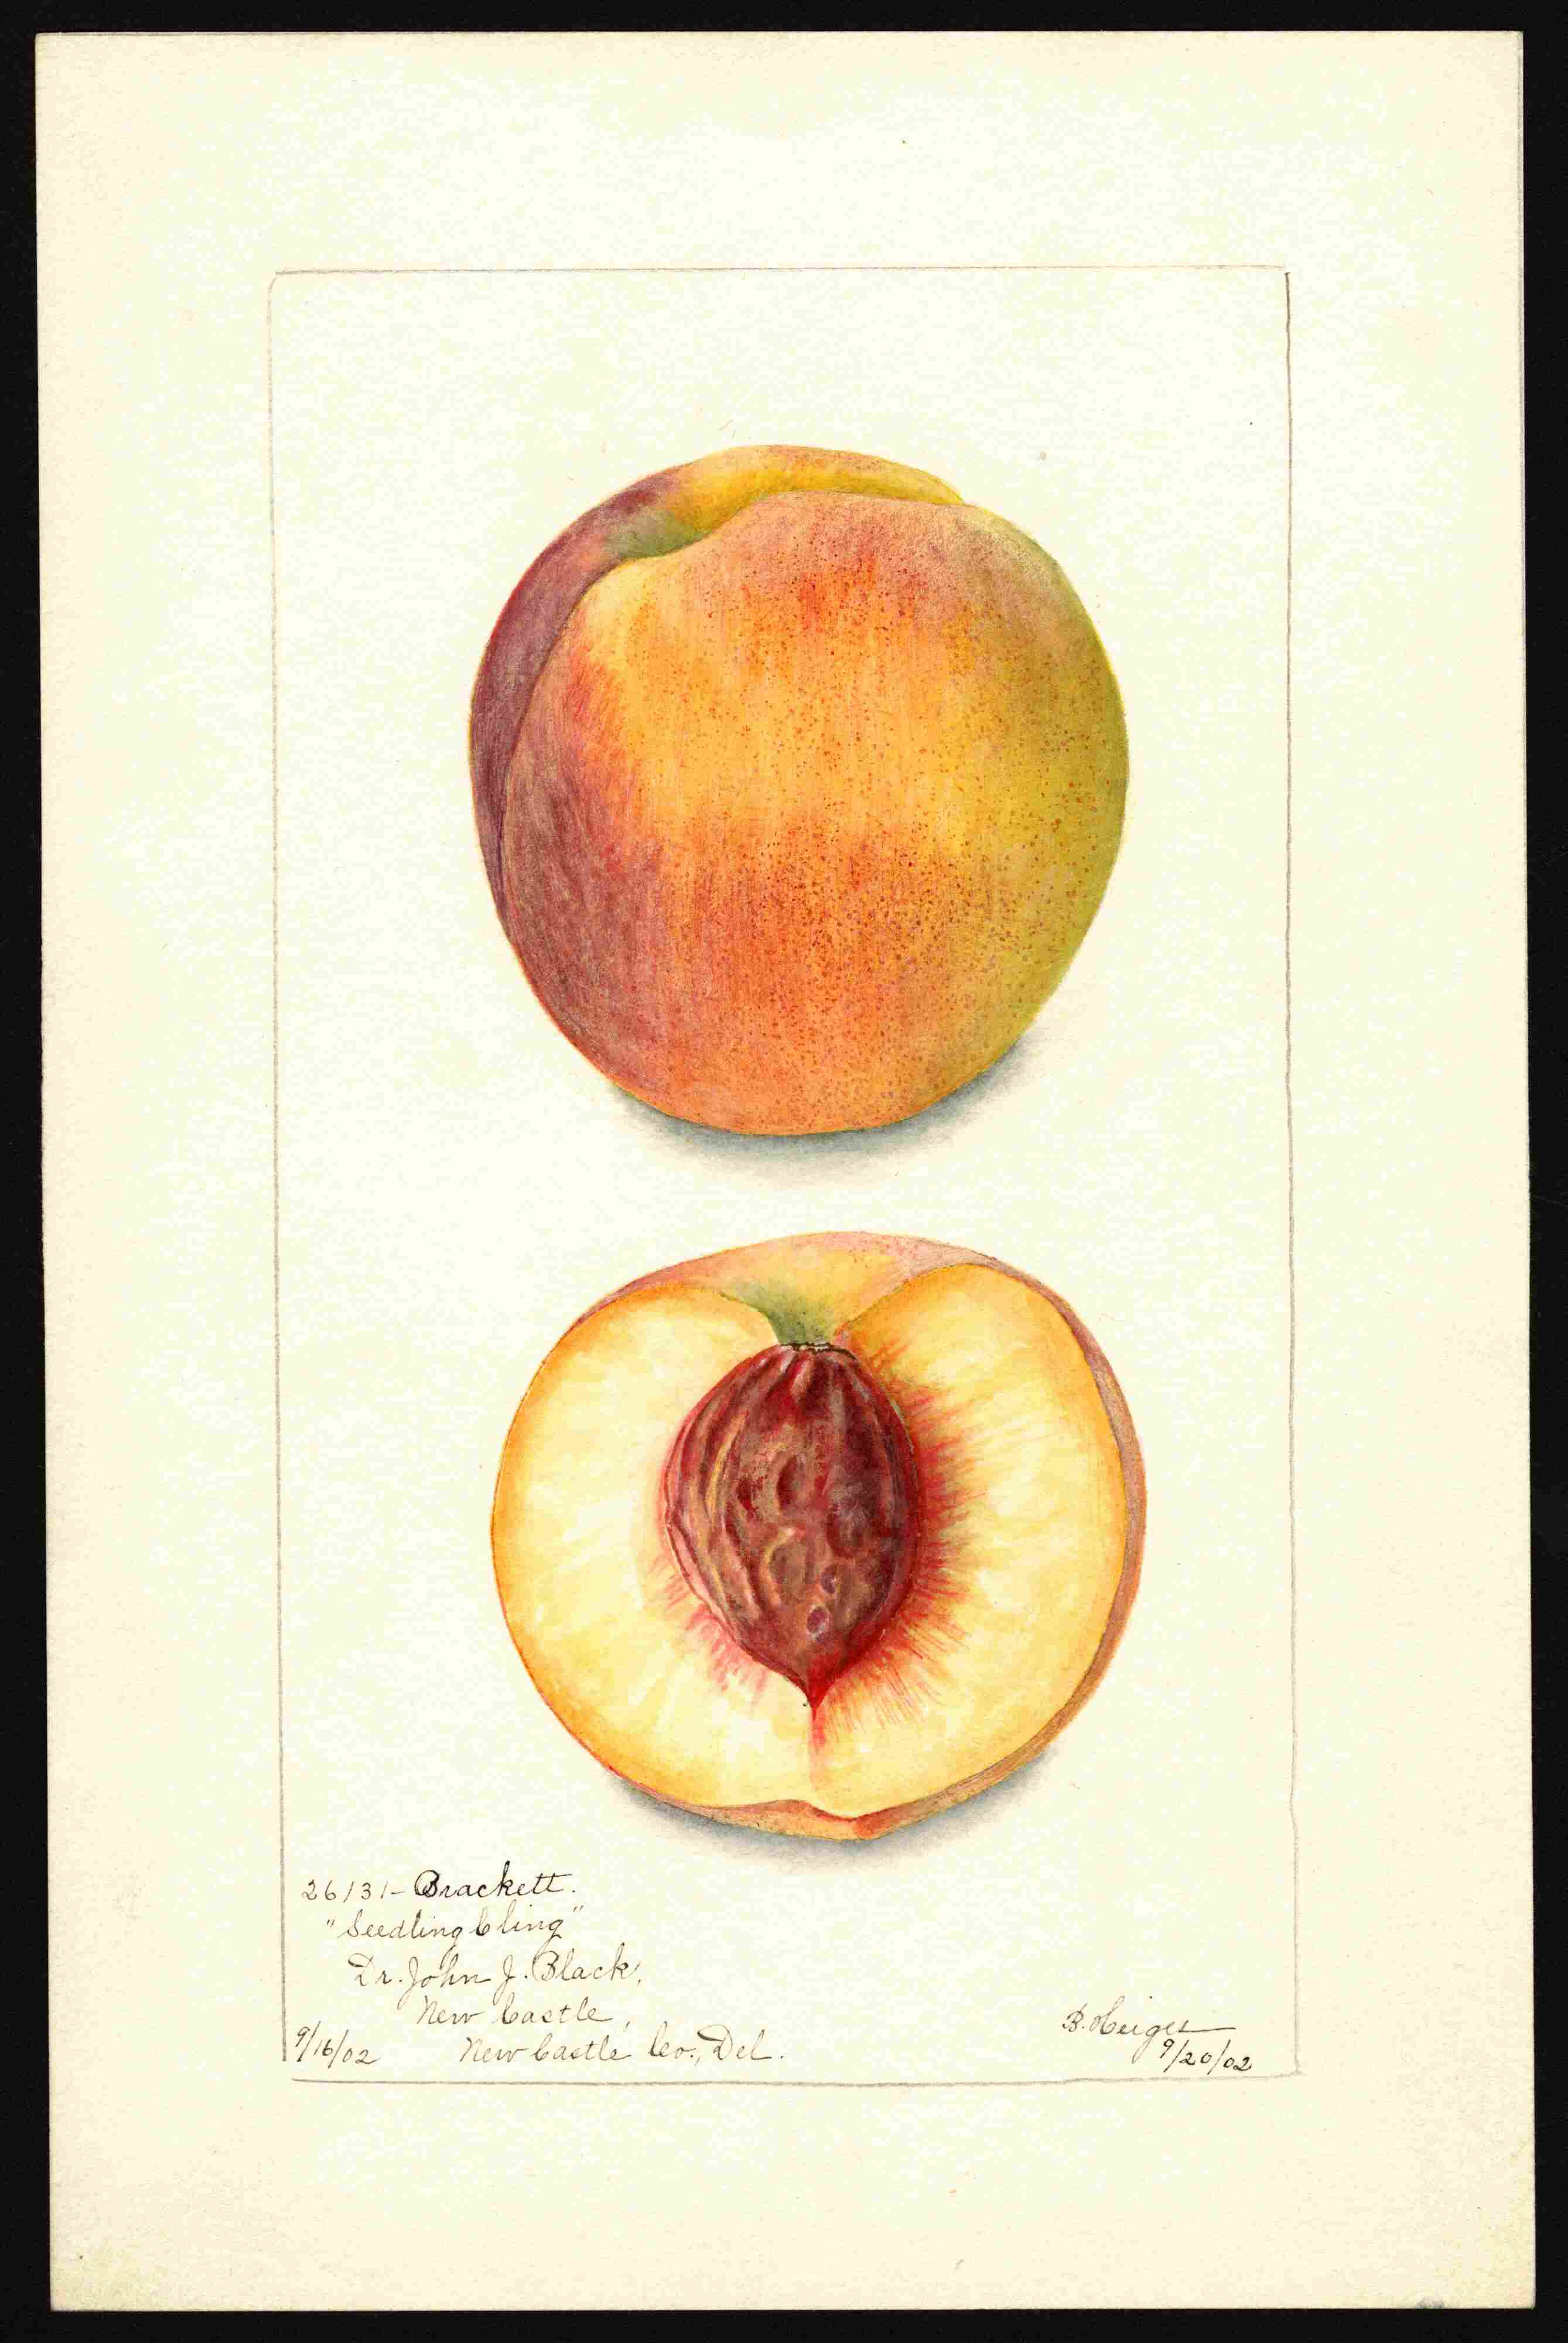 26131 - Brackett.
"Seedling Cling"
Dr. John J. Black,
New Castle,
9/16/02 New Castle Co., Del.
B. Heiges
9/20/02